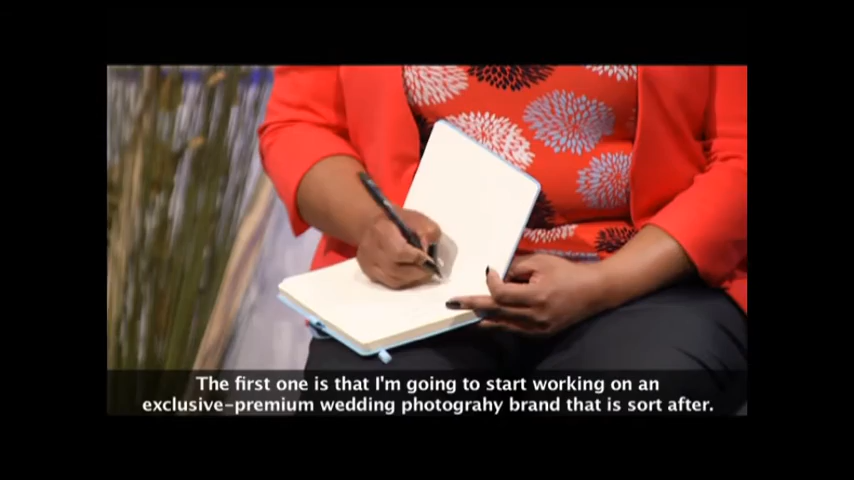 The first one is that I'm going to start working on an
exclusive-premium wedding photograhy brand that is sort after.